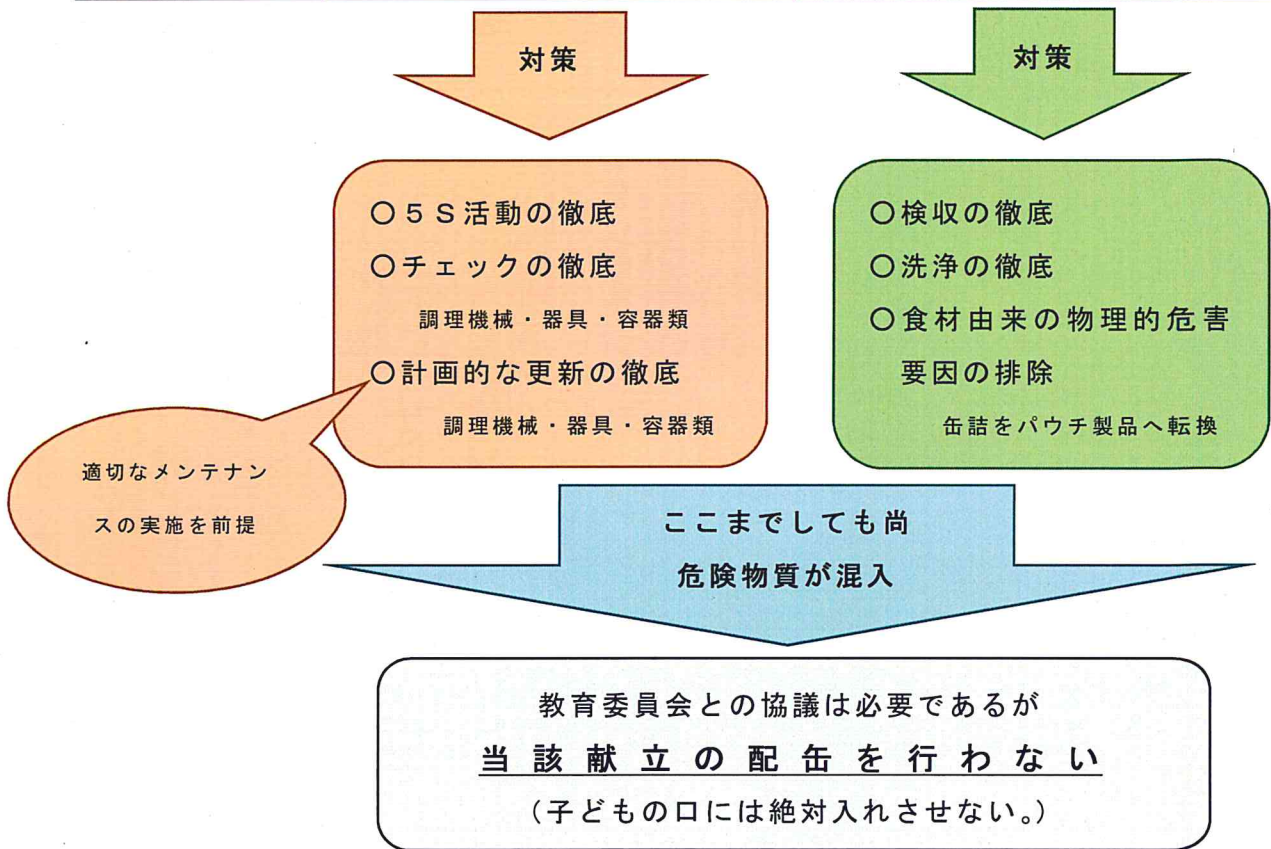 対策
〇5S活動の徹底
〇チェックの徹底
調理機械・器具・容器類
〇計画的な更新の徹底
調理機械・器具・容器類
適切なメンテナン
スの実施を前提
対策
〇検収の徹底
〇洗浄の徹底
〇食材由来の物理的危害
要因の排除
缶詰をパウチ製品へ転換
ここまでしても尚
危険物質が混入
教育委員会との協議は必要であるが
当該献立の配缶を行わない
(子どもの口には絶対入れさせない。)